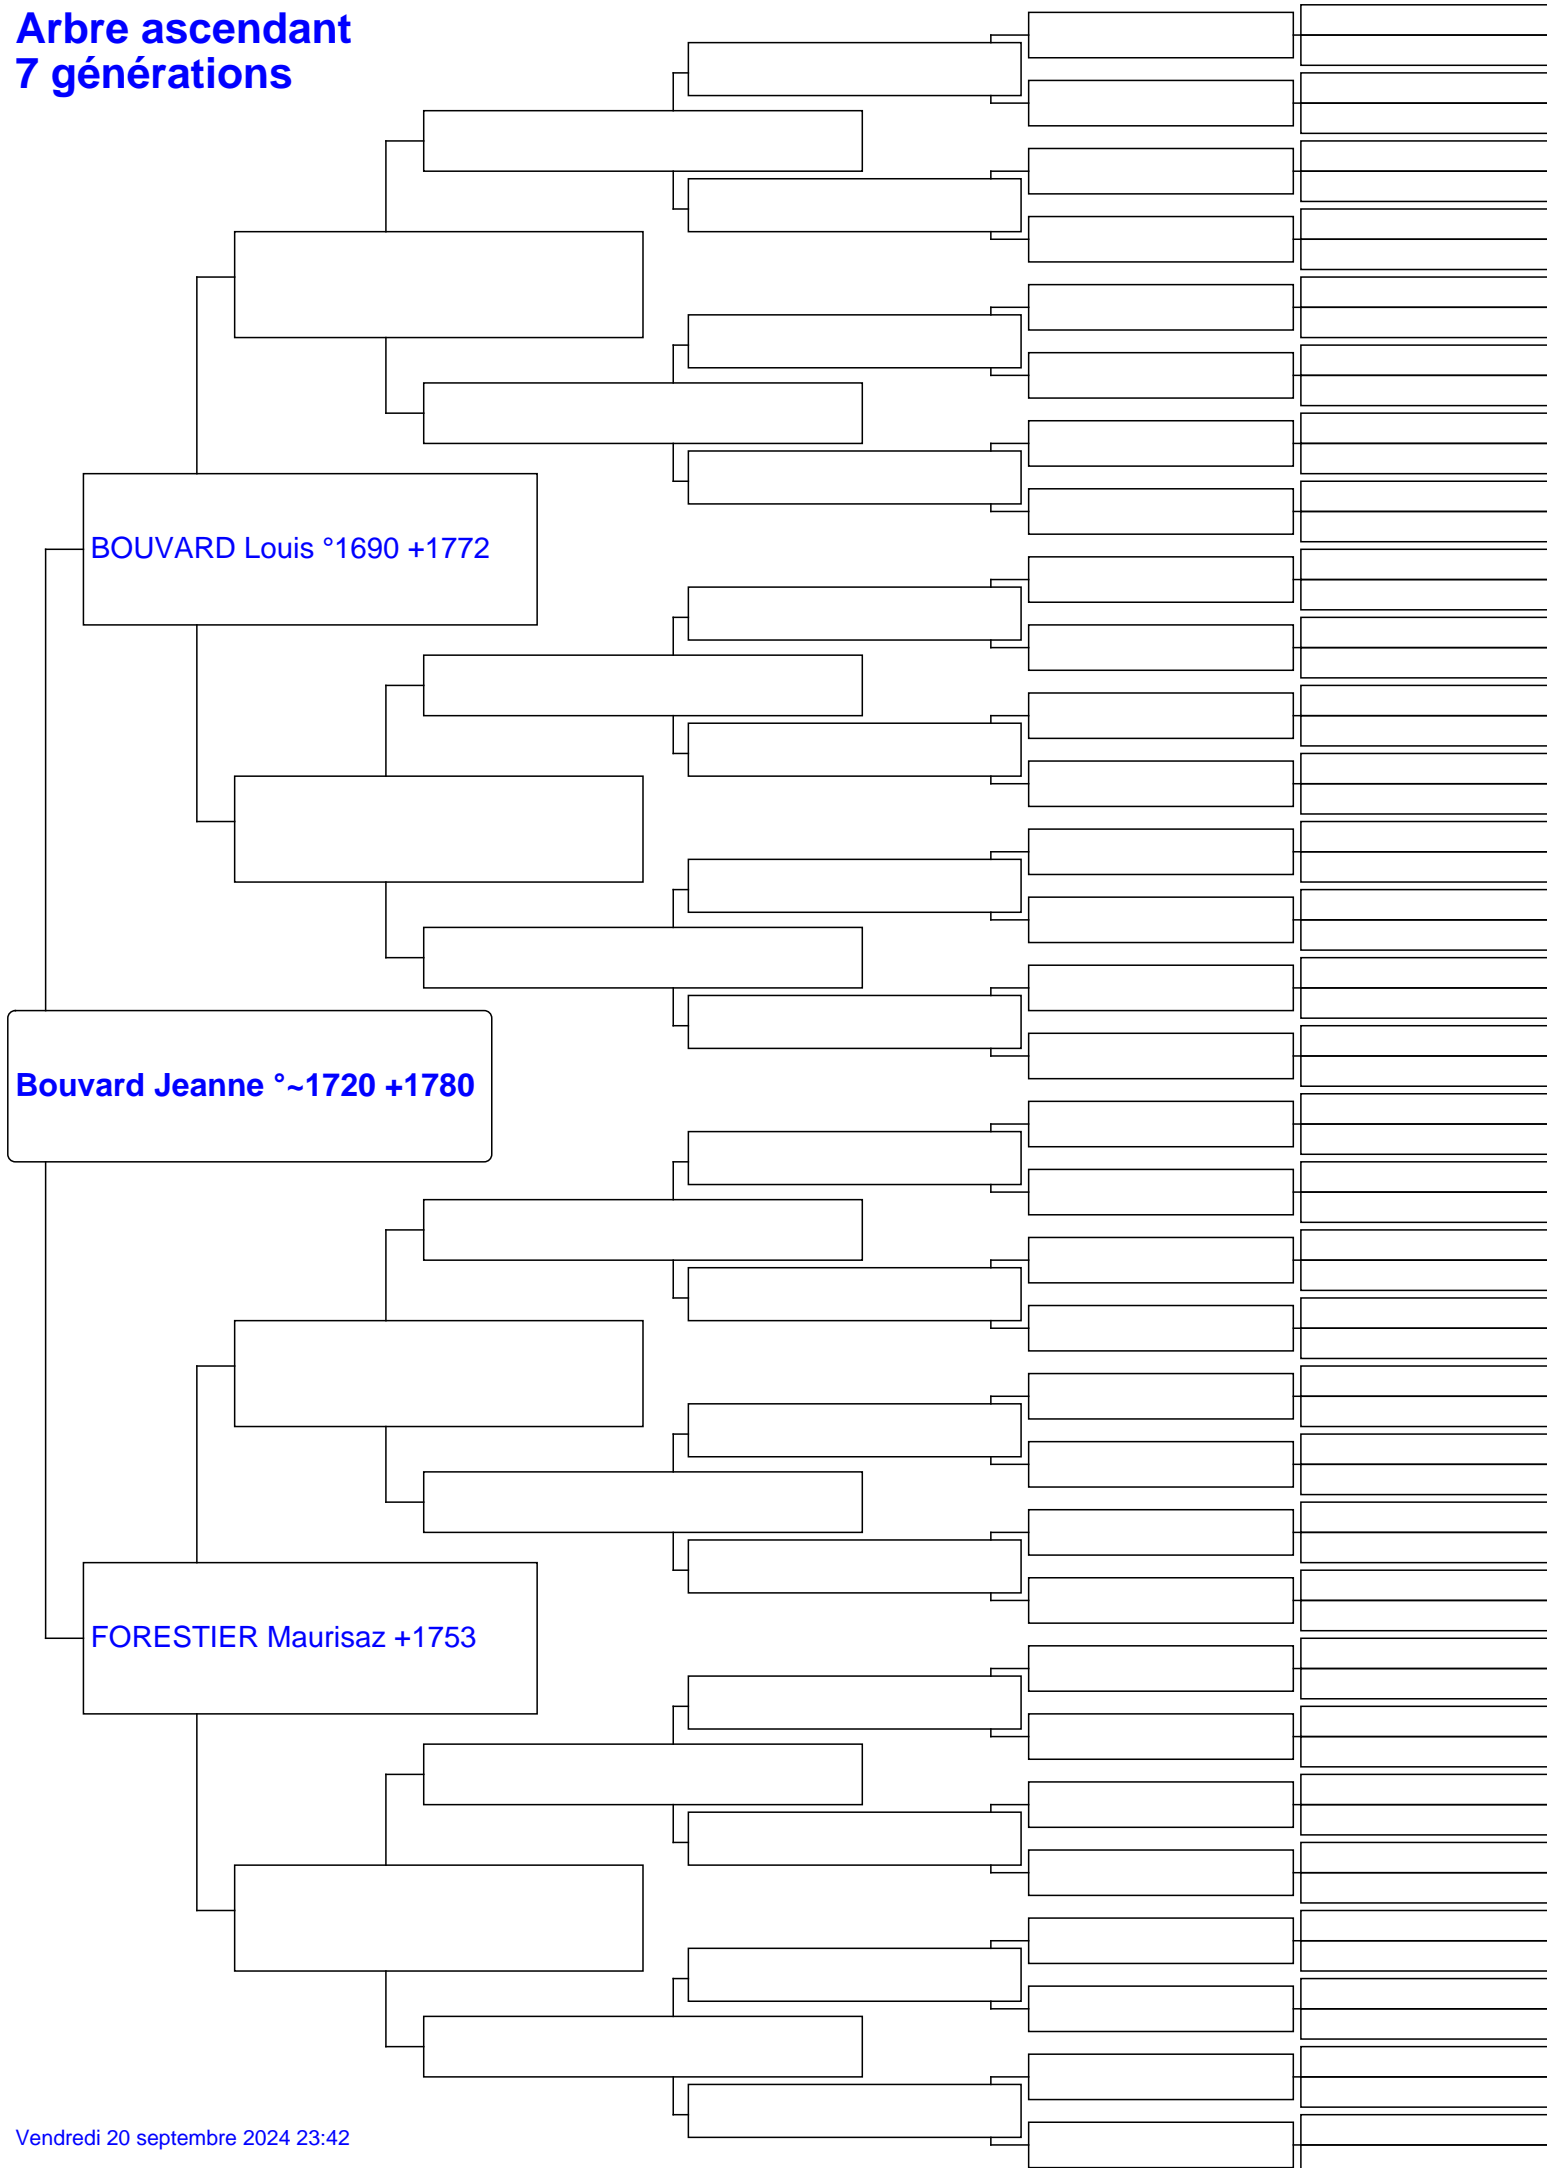 Arbre ascendant
7 générations
BOUVARD Louis °1690 +1772
Bouvard Jeanne °~1720 +1780
FORESTIER Maurisaz +1753
Vendredi 20 septembre 2024 23:42